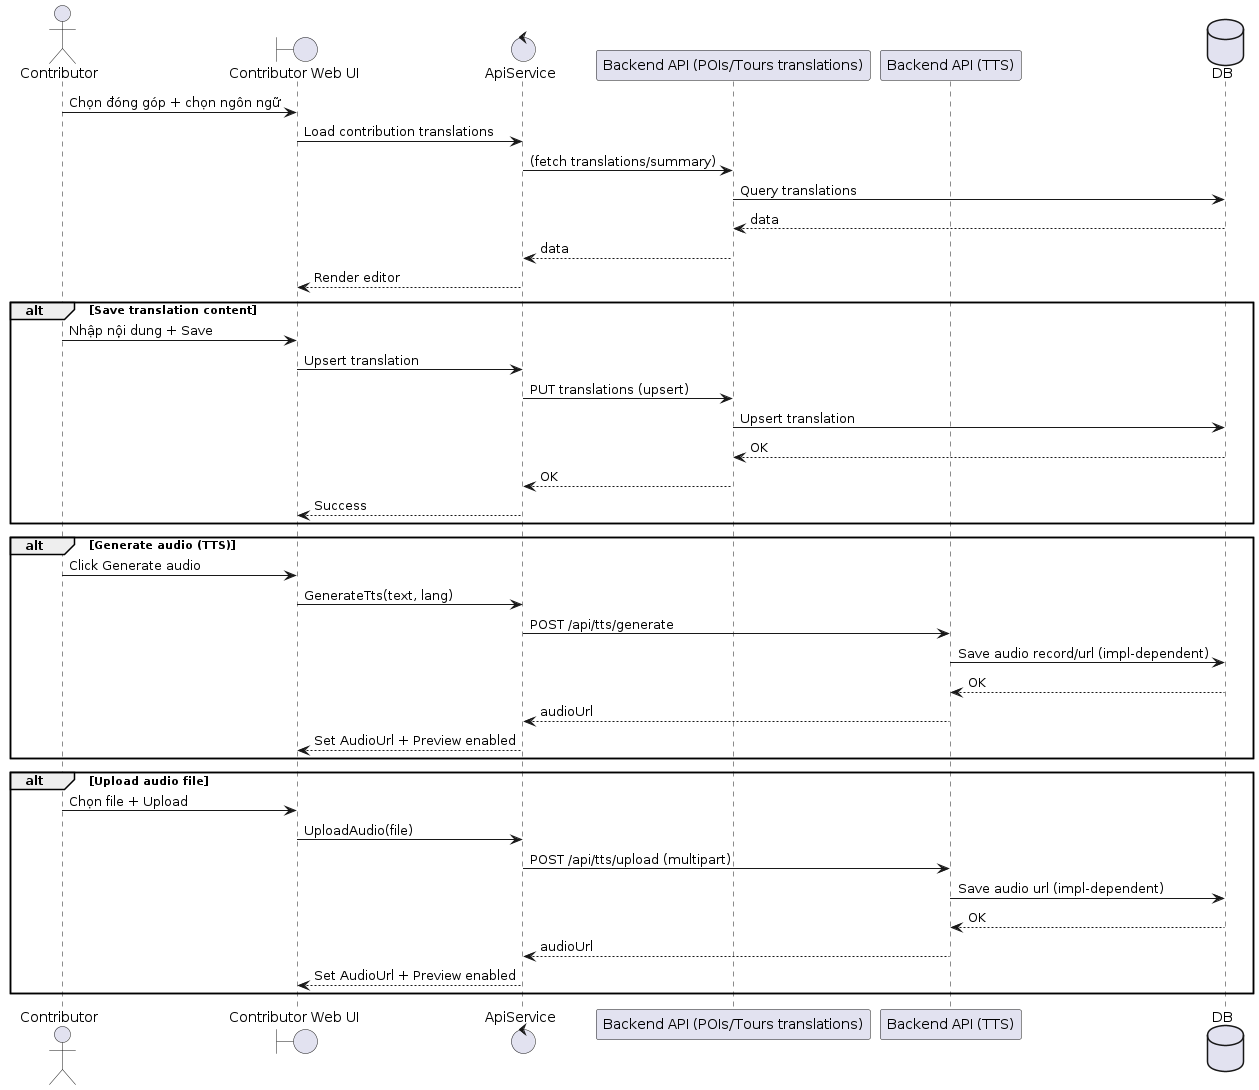 Contributor
Contributor Web UI
ApiService
Backend API (POIs/Tours translations)
Backend API (TTS)
DB
Chọn đóng góp + chọn ngôn ngữ
Load contribution translations
(fetch translations/summary)
Query translations
data
data
Render editor
alt [Save translation content]
Nhập nội dung + Save
Upsert translation
PUT translations (upsert)
Upsert translation
OK
OK
Success
alt [Generate audio (TTS)]
Click Generate audio
GenerateTts(text, lang)
POST /api/tts/generate
Save audio record/url (impl-dependent)
OK
audioUrl
Set AudioUrl + Preview enabled
alt [Upload audio file]
Chọn file + Upload
UploadAudio(file)
POST /api/tts/upload (multipart)
Save audio url (impl-dependent)
OK
audioUrl
Set AudioUrl + Preview enabled
Contributor
Contributor Web UI
ApiService
Backend API (POIs/Tours translations)
Backend API (TTS)
DB